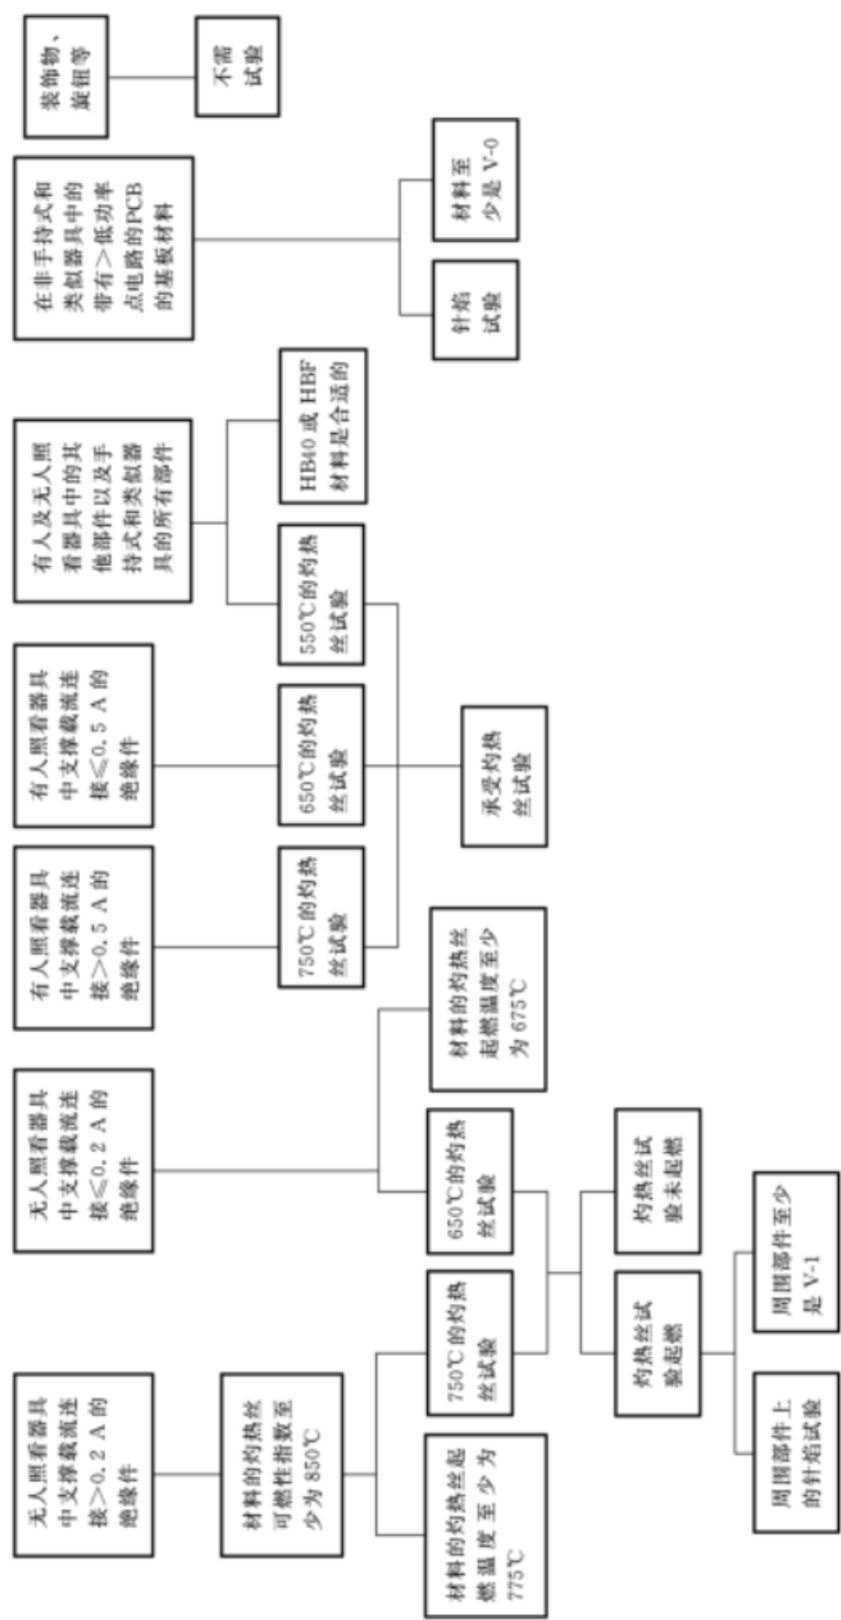 无人照看器具
中支撑载流连
接>0.2 A 的
绝缘件
无人照看器具
中支撑载流连
接≤0.2 A 的
绝缘件
有人照看器具
中支撑载流连
接>0.5 A 的
绝缘件
有人照看器具
中支撑载流连
接≤0.5 A 的
绝缘件
有人及无人照
看器具中的其
他部件以及手
持式和类似器
具的所有部件
在非手持式和
类似器具中的
带有>低功率
点电路的PCB
的基板材料
装饰物、
旋钮等
材料的灼热丝
可燃性指数至
少为 850℃
750℃的灼热
丝试验
650℃的灼热
丝试验
550℃的灼热
丝试验
HB40 或 HBF
材料是合适的
不需
试验
材料的灼热丝起
燃温度至少为
775℃
750℃的灼热
丝试验
650℃的灼热
丝试验
材料的灼热丝
起燃温度至少
为 675℃
承受灼热
丝试验
针焰
试验
材料至
少是 V-0
灼热丝试
验起燃
灼热丝试
验未起燃
周围部件上
的针焰试验
周围部件至少
是 V-1